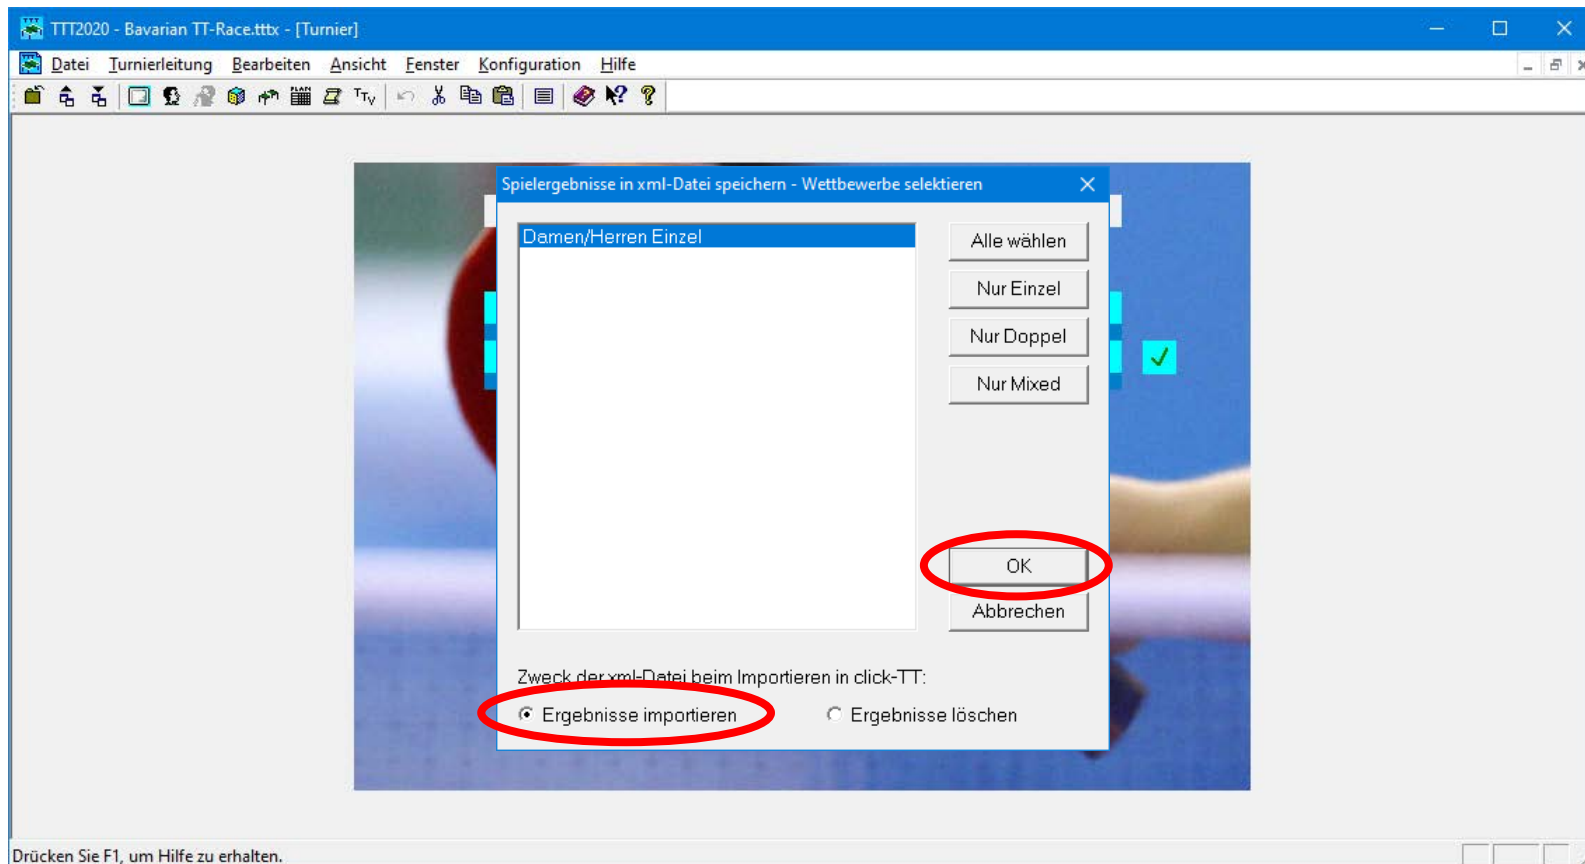 TTT2020 - Bavarian TT-Race.tttx - [Turnier]
Datei Turnierleitung Bearbeiten Ansicht Fenster Konfiguration Hilfe
Spielergebnisse in xml-Datei speichern - Wettbewerbe selektieren
Damen/Herren Einzel
Alle wählen
Nur Einzel
Nur Doppel
Nur Mixed
OK
Abbrechen
Zweck der xml-Datei beim Importieren in click-TT:
Ergebnisse importieren Ergebnisse löschen
Drücken Sie F1, um Hilfe zu erhalten.